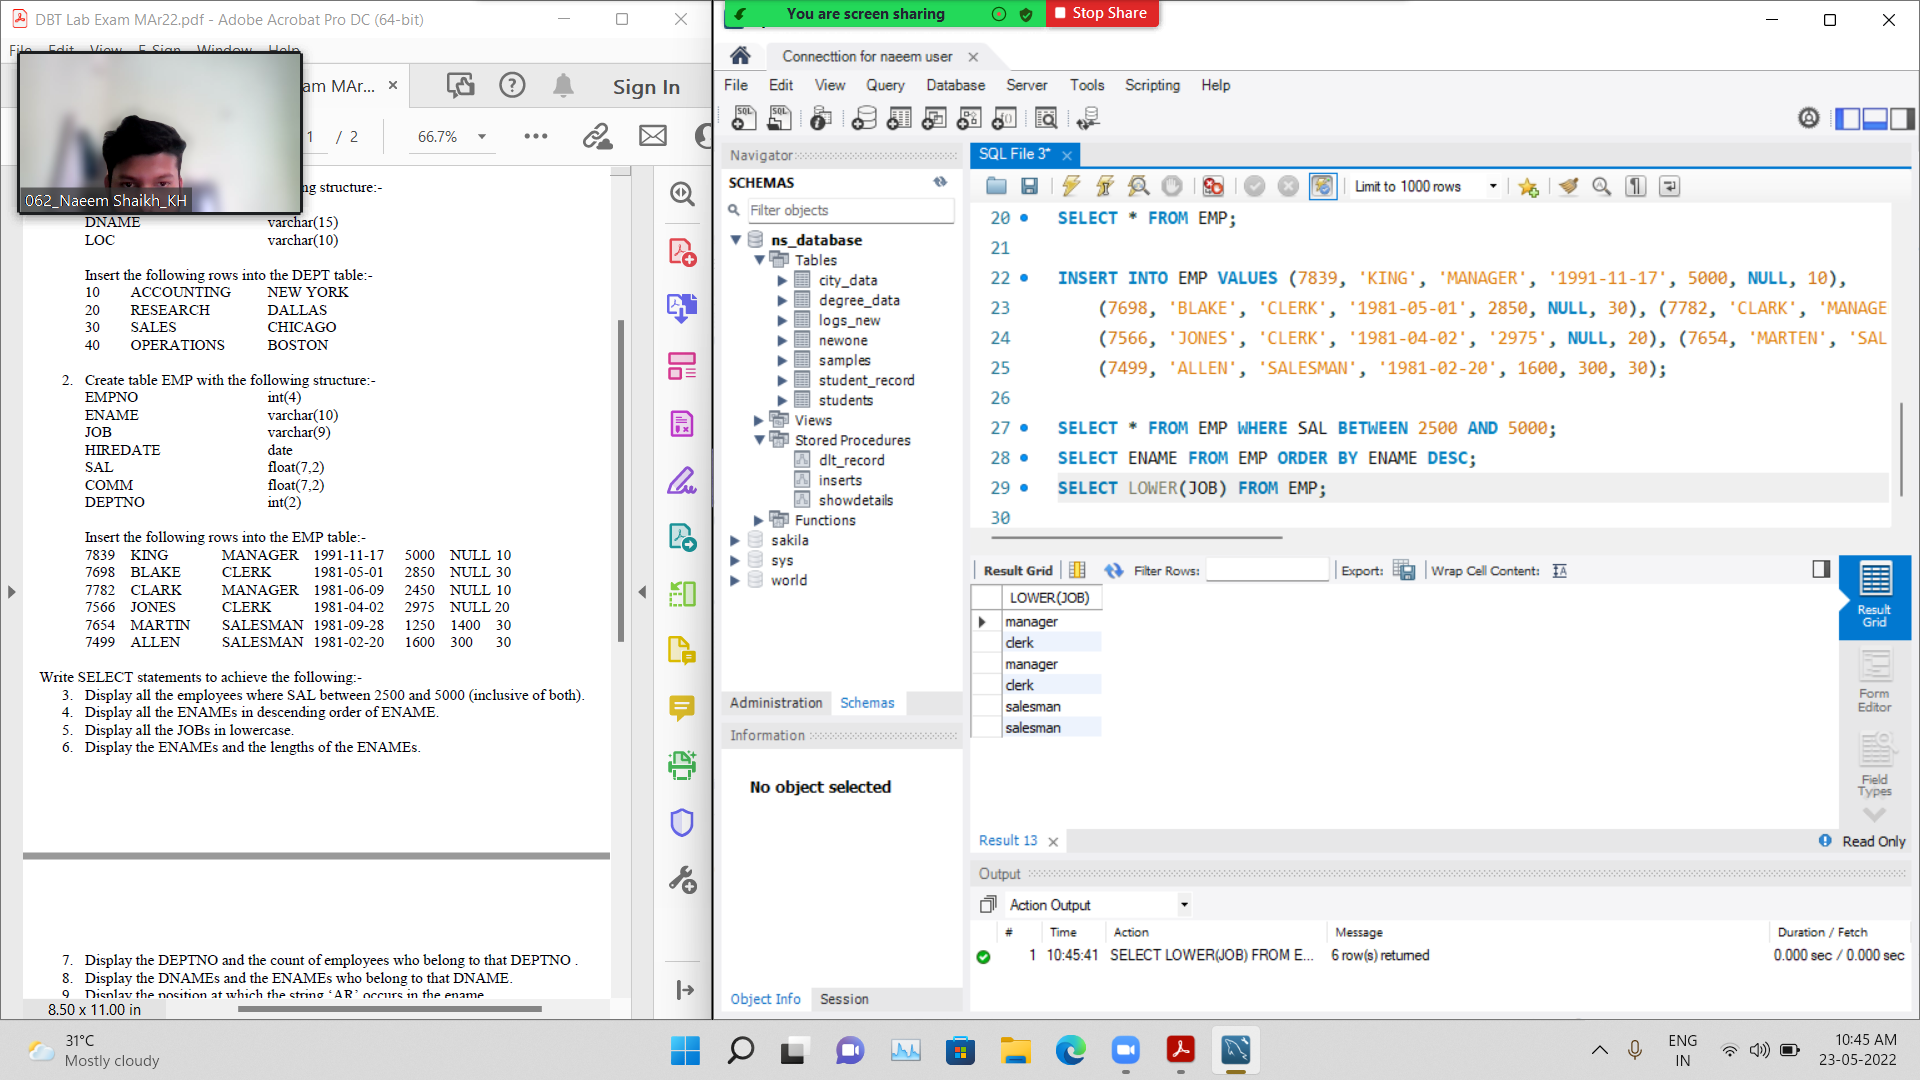 DBT Lab Exam MAr22.pdf - Adobe Acrobat Pro DC (64-bit)
File Edit View E-Sign Window Help
am MAr... ×
Sign In
1 / 2
66.7%
062_Naeem Shaikh_KH
ng structure:-
DNAME varchar(15)
LOC varchar(10)
Insert the following rows into the DEPT table:-
10 ACCOUNTING NEW YORK
20 RESEARCH DALLAS
30 SALES CHICAGO
40 OPERATIONS BOSTON
2. Create table EMP with the following structure:-
EMPNO int(4)
ENAME varchar(10)
JOB varchar(9)
HIREDATE date
SAL float(7,2)
COMM float(7,2)
DEPTNO int(2)
Insert the following rows into the EMP table:-
7839 KING MANAGER 1991-11-17 5000 NULL 10
7698 BLAKE CLERK 1981-05-01 2850 NULL 30
7782 CLARK MANAGER 1981-06-09 2450 NULL 10
7566 JONES CLERK 1981-04-02 2975 NULL 20
7654 MARTIN SALESMAN 1981-09-28 1250 1400 30
7499 ALLEN SALESMAN 1981-02-20 1600 300 30
Write SELECT statements to achieve the following:-
3. Display all the employees where SAL between 2500 and 5000 (inclusive of both).
4. Display all the ENAMEs in descending order of ENAME.
5. Display all the JOBs in lowercase.
6. Display the ENAMEs and the lengths of the ENAMEs.
7. Display the DEPTNO and the count of employees who belong to that DEPTNO .
8. Display the DNAMEs and the ENAMEs who belong to that DNAME.
9. Display the position at which the string ‘AR’ occurs in the ename.
8.50 x 11.00 in
You are screen sharing
Stop Share
Connecttion for naeem user
File Edit View Query Database Server Tools Scripting Help
Navigator
SCHEMAS
Filter objects
ns_database
Tables
city_data
degree_data
logs_new
newone
samples
student_record
students
Views
Stored Procedures
dlt_record
inserts
showdetails
Functions
sakila
sys
world
Administration Schemas
Information
No object selected
Object Info Session
SQL File 3*
Limit to 1000 rows
20 SELECT * FROM EMP;
21
22 INSERT INTO EMP VALUES (7839, 'KING', 'MANAGER', '1991-11-17', 5000, NULL, 10),
23 (7698, 'BLAKE', 'CLERK', '1981-05-01', 2850, NULL, 30), (7782, 'CLARK', 'MANAGE
24 (7566, 'JONES', 'CLERK', '1981-04-02', '2975', NULL, 20), (7654, 'MARTEN', 'SAL
25 (7499, 'ALLEN', 'SALESMAN', '1981-02-20', 1600, 300, 30);
26
27 SELECT * FROM EMP WHERE SAL BETWEEN 2500 AND 5000;
28 SELECT ENAME FROM EMP ORDER BY ENAME DESC;
29 SELECT LOWER(JOB) FROM EMP;
30
Result Grid Filter Rows: Export: Wrap Cell Content:
LOWER(JOB)
manager
clerk
manager
clerk
salesman
salesman
Result Grid
Form Editor
Field Types
Result 13
Read Only
Output
Action Output
# Time Action Message Duration / Fetch
1 10:45:41 SELECT LOWER(JOB) FROM E... 6 row(s) returned 0.000 sec / 0.000 sec
31°C
Mostly cloudy
ENG
IN
10:45 AM
23-05-2022